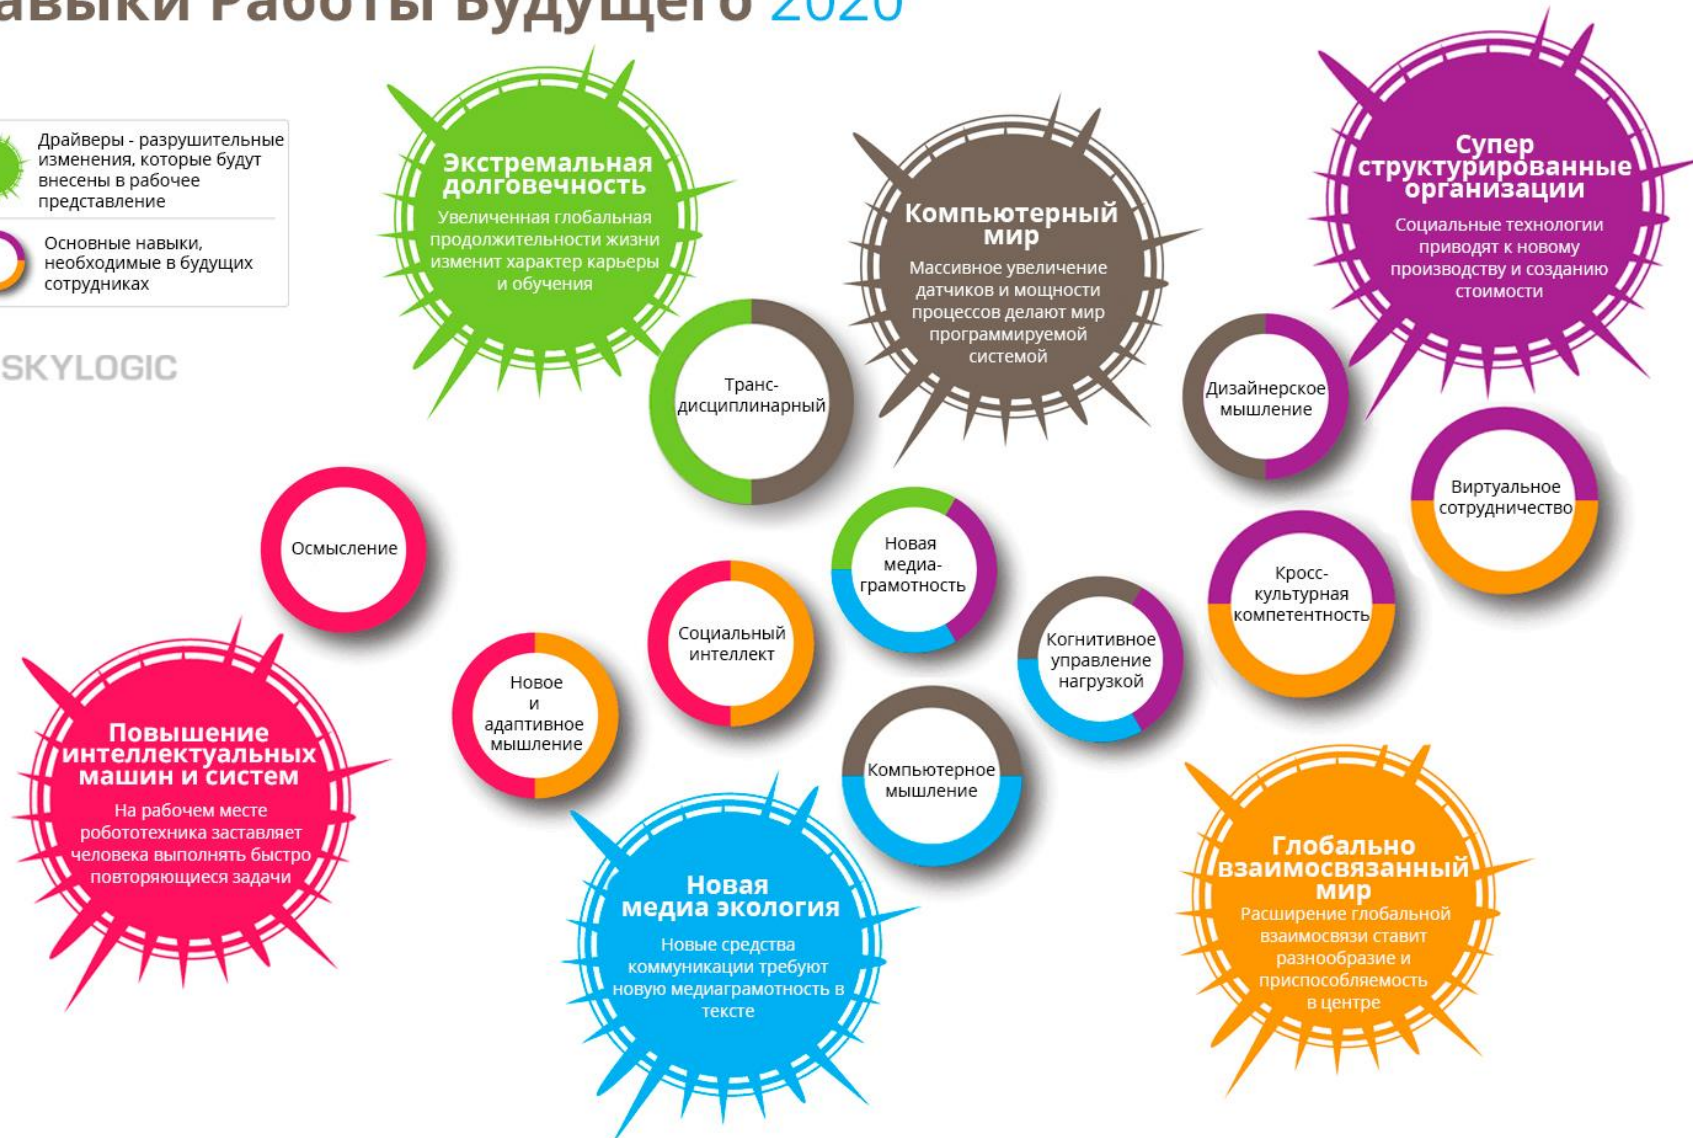 авыки Работы Будущего 2020
Драйверы - разрушительные
изменения, которые будут
внесены в рабочее
представление
Основные навыки,
необходимые в будущих
сотрудниках
SKYLOGIC
Экстремальная
долговечность
Увеличенная глобальная
продолжительности жизни
изменит характер карьеры
и обучения
Компьютерный
мир
Массивное увеличение
датчиков и мощности
процессов делают мир
программируемой
системой
Супер
структурированные
организации
Социальные технологии
приводят к новому
производству и созданию
стоимости
Транс-
дисциплинарный
Дизайнерское
мышление
Виртуальное
сотрудничество
Осмысление
Новая
медиа-
грамотность
Кросс-
культурная
компетентность
Социальный
интеллект
Когнитивное
управление
нагрузкой
Новое
и
адаптивное
мышление
Компьютерное
мышление
Повышение
интеллектуальных
машин и систем
На рабочем месте
робототехника заставляет
человека выполнять быстро
повторяющиеся задачи
Новая
медиа экология
Новые средства
коммуникации требуют
новую медиаграмотность в
тексте
Глобально
взаимосвязанный
мир
Расширение глобальной
взаимосвязи ставит
разнообразие и
приспособляемость
в центре